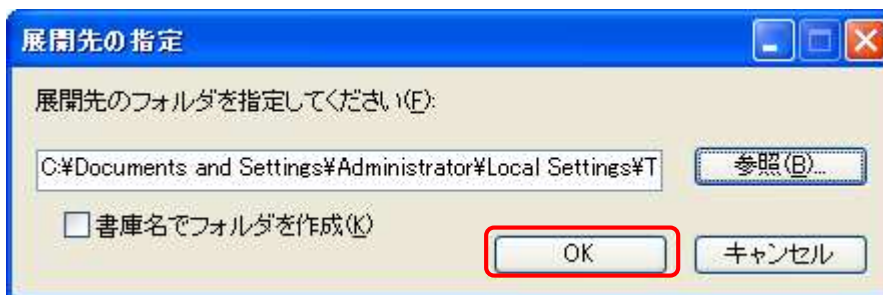 展開先の指定
展開先のフォルダを指定してください(F):
C:¥Documents and Settings¥Administrator¥Local Settings¥T
参照(B)...
書庫名でフォルダを作成(K)
OK
キャンセル